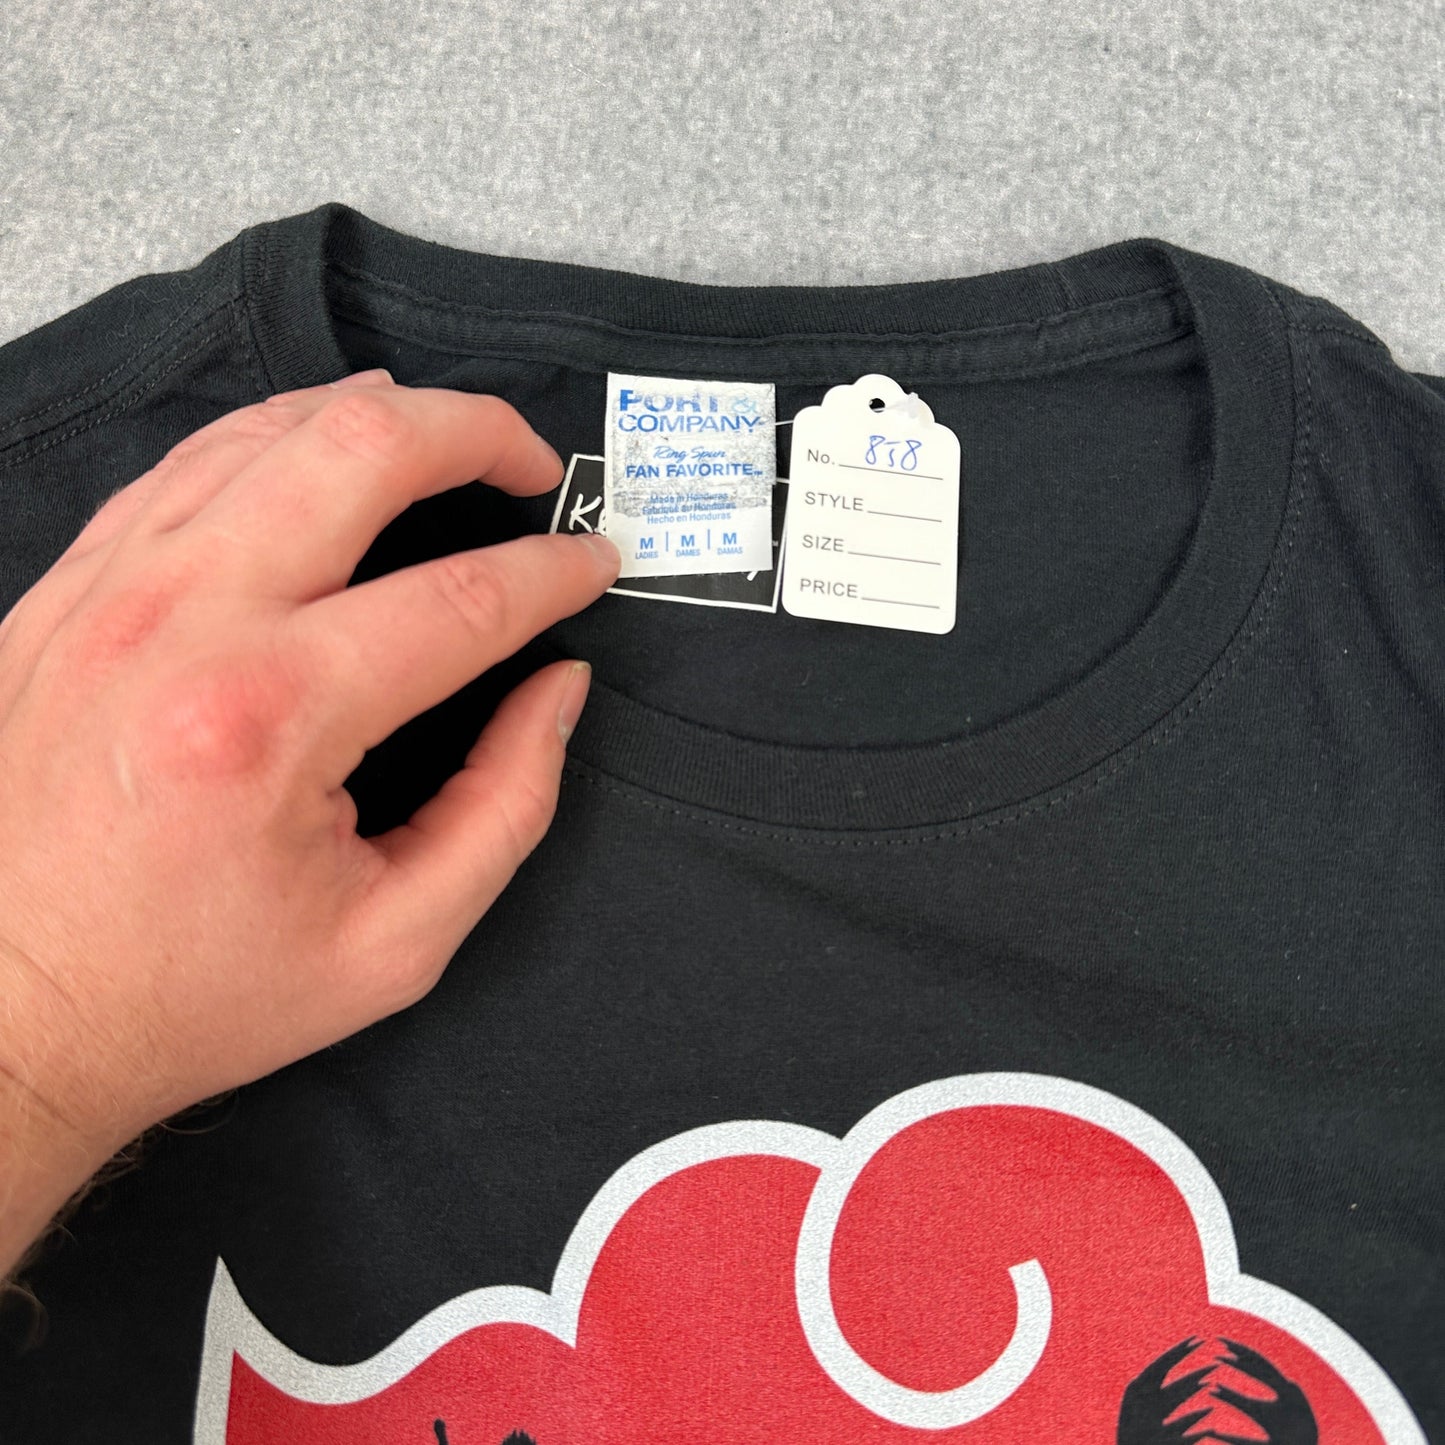 PORT &
COMPANY
Ring Spun
FAN FAVORITE™
Made in Honduras
Fabriqué au Honduras
Hecho en Honduras
M | M | M
LADIES DAMES DAMAS
No. 858
STYLE
SIZE
PRICE